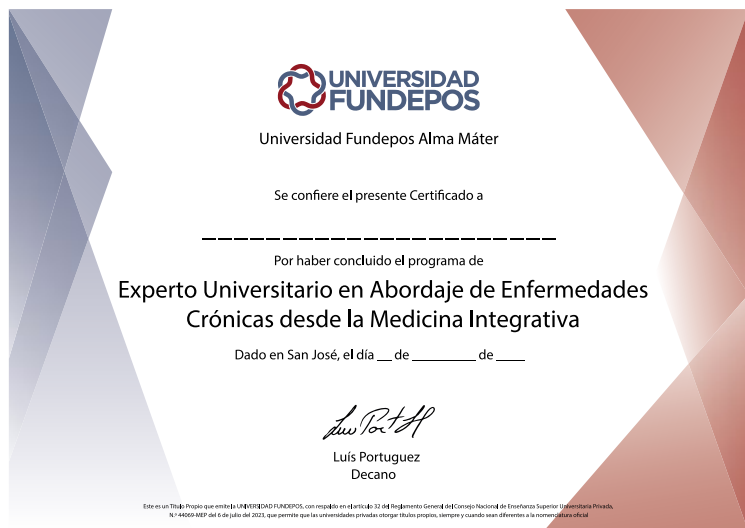 UNIVERSIDAD
FUNDEPOS
Universidad Fundepos Alma Máter
Se confiere el presente Certificado a
Por haber concluido el programa de
Experto Universitario en Abordaje de Enfermedades
Crónicas desde la Medicina Integrativa
Dado en San José, el día __ de _________ de ____
Luís Portuguez
Decano
Este es un Título Propio que emite la UNIVERSIDAD FUNDEPOS, con respaldo en el artículo 32 del Reglamento General del Consejo Nacional de Enseñanza Superior Universitaria Privada,
N.º 44069-MEP del 6 de julio del 2023, que permite que las universidades privadas otorgar títulos propios, siempre y cuando sean diferentes a la nomenclatura oficial